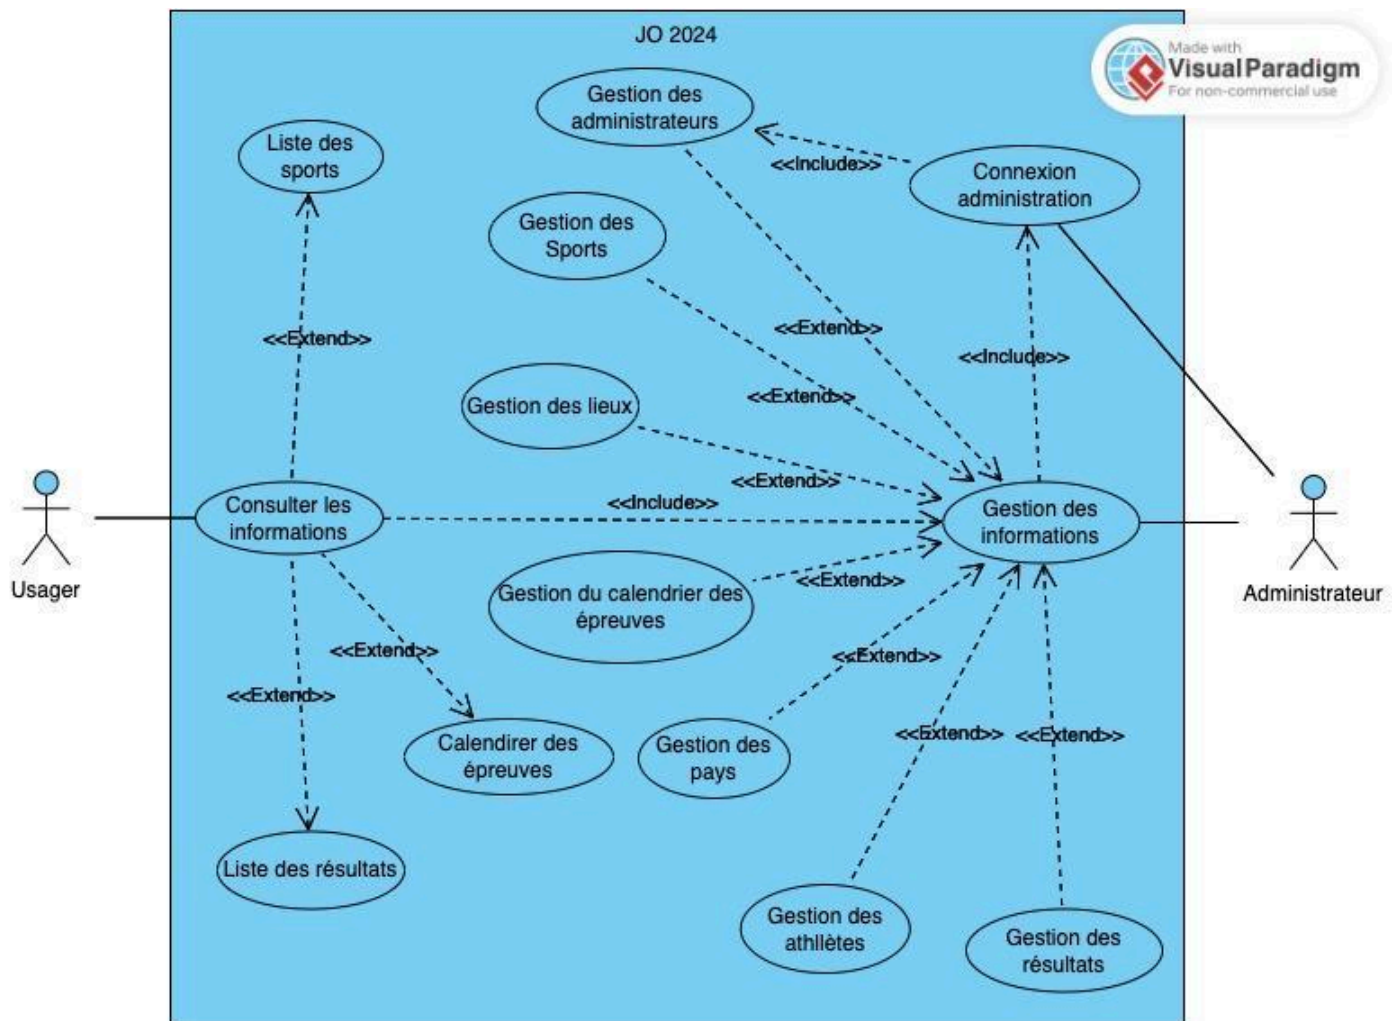 JO 2024
Made with
Visual Paradigm
For non-commercial use
Gestion des
administrateurs
Liste des
sports
<<Include>>
Connexion
administration
Gestion des
Sports
<<Extend>>
<<Extend>>
<<Include>>
<<Extend>>
Gestion des lieux
<<Extend>>
Consulter les
informations
<<Include>>
Gestion des
informations
Usager
Administrateur
Gestion du calendrier des
épreuves
<<Extend>>
<<Extend>>
<<Extend>>
<<Extend>>
<<Extend>>
<<Extend>>
Calendirer des
épreuves
Gestion des
pays
Liste des résultats
Gestion des
athllètes
Gestion des
résultats